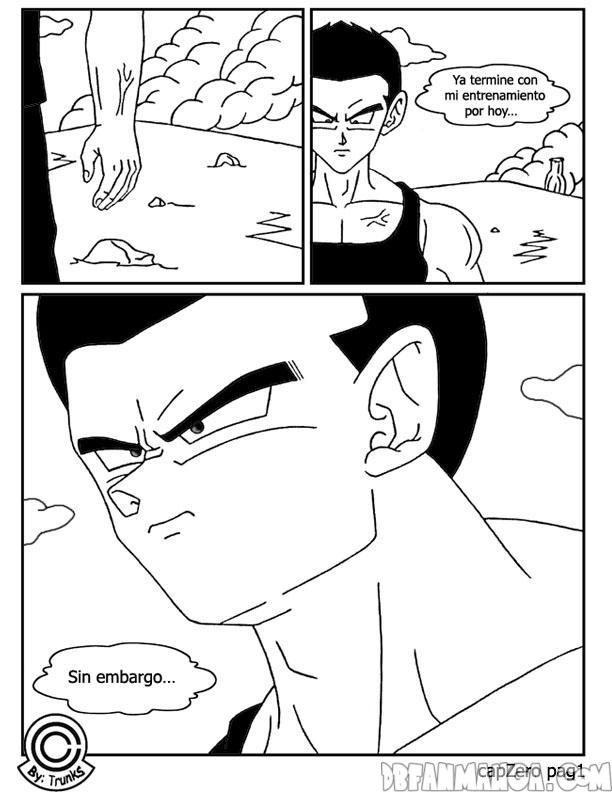 Ya termine con
mi entrenamiento
por hoy...
Sin embargo...
By: Trunks
capZero pag1
DBFANMANGA.COM